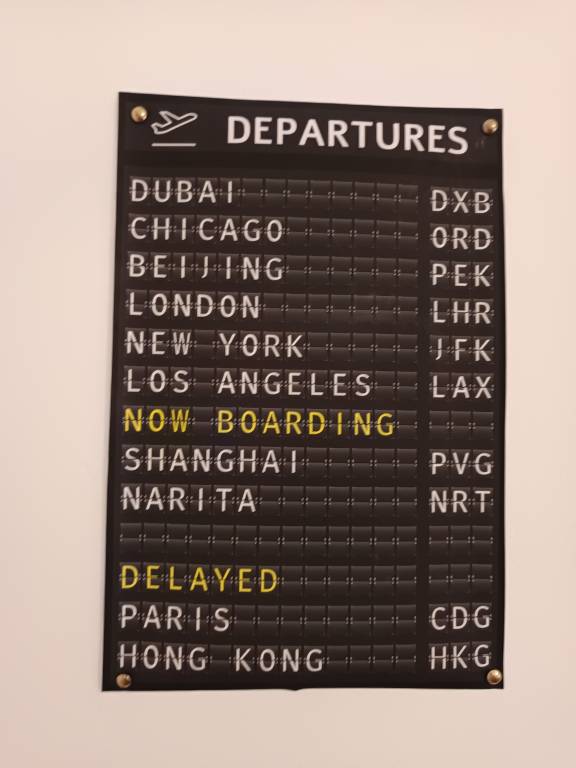 DEPARTURES
DUBAI DXB
CHICAGO ORD
BEIJING PEK
LONDON LHR
NEW YORK JFK
LOS ANGELES LAX
NOW BOARDING
SHANGHAI PVG
NARITA NRT
DELAYED
PARIS CDG
HONG KONG HKG